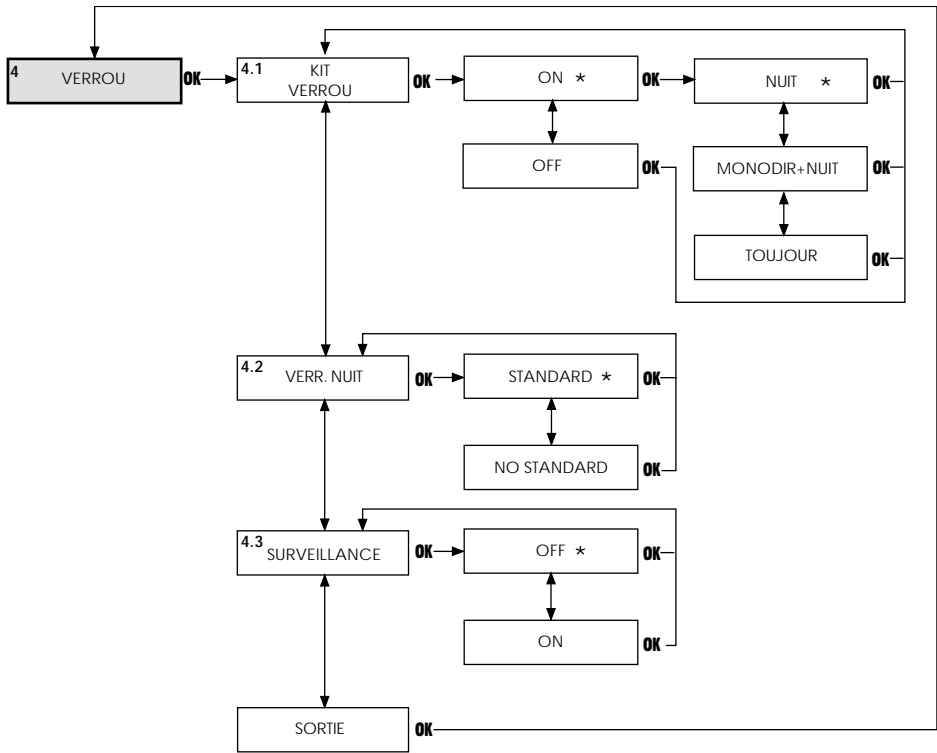 4 VERROU OK
4.1 KIT VERROU OK
ON * OK
NUIT * OK
OFF OK
MONODIR+NUIT OK
TOUJOUR OK
4.2 VERR. NUIT OK
STANDARD * OK
NO STANDARD OK
4.3 SURVEILLANCE OK
OFF * OK
ON OK
SORTIE OK